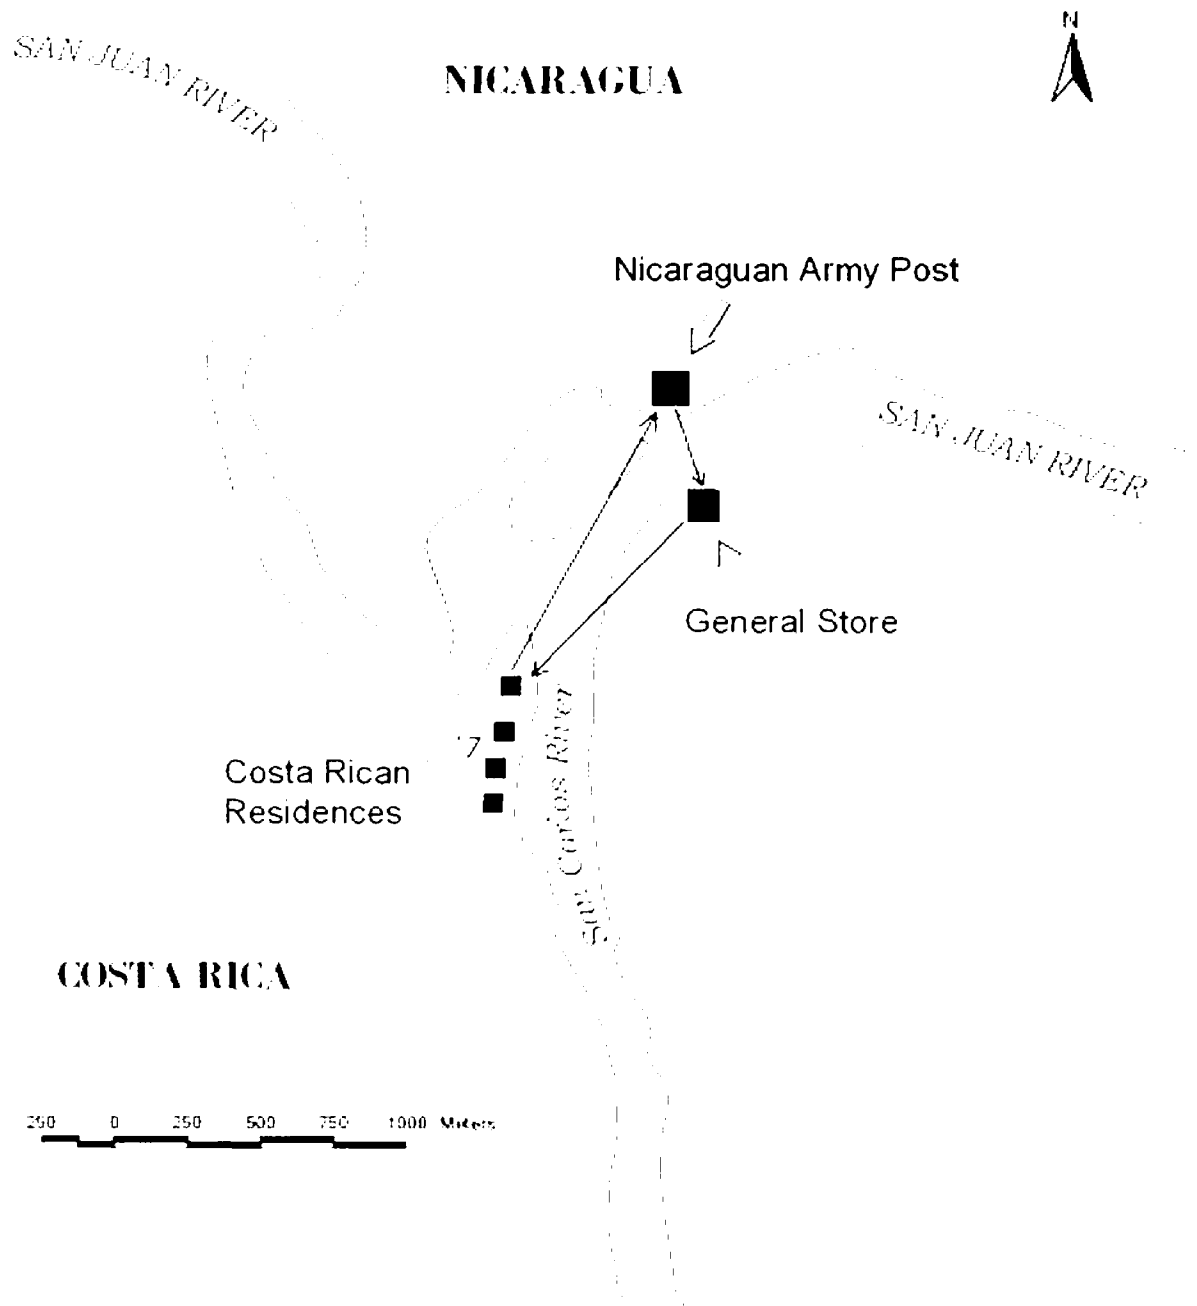 N
SAN JUAN RIVER
NICARAGUA
Nicaraguan Army Post
SAN JUAN RIVER
General Store
San Carlos River
Costa Rican
Residences
COSTA RICA
250 0 250 500 750 1000 Meters